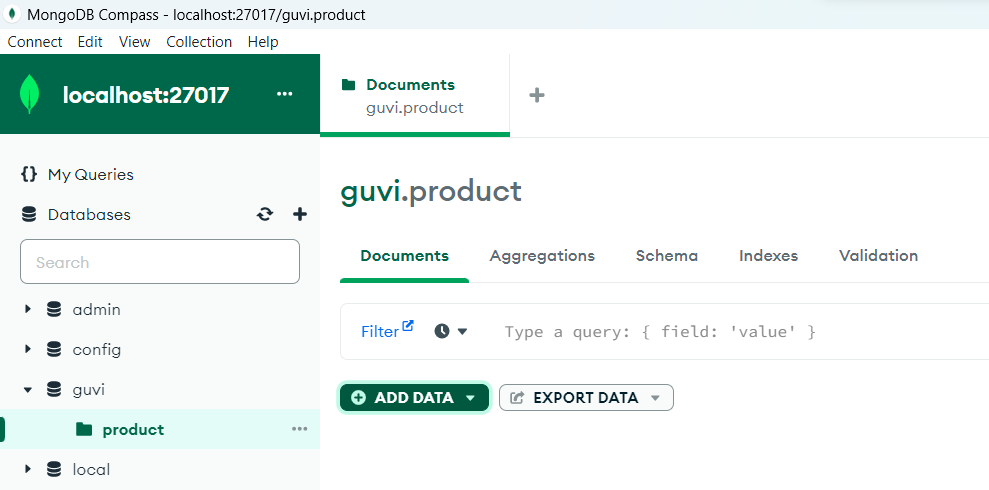 MongoDB Compass - localhost:27017/guvi.product
Connect Edit View Collection Help
localhost:27017 ...
Documents
guvi.product
My Queries
Databases
Search
admin
config
guvi
product ...
local
guvi.product
Documents Aggregations Schema Indexes Validation
Filter Type a query: { field: 'value' }
ADD DATA EXPORT DATA